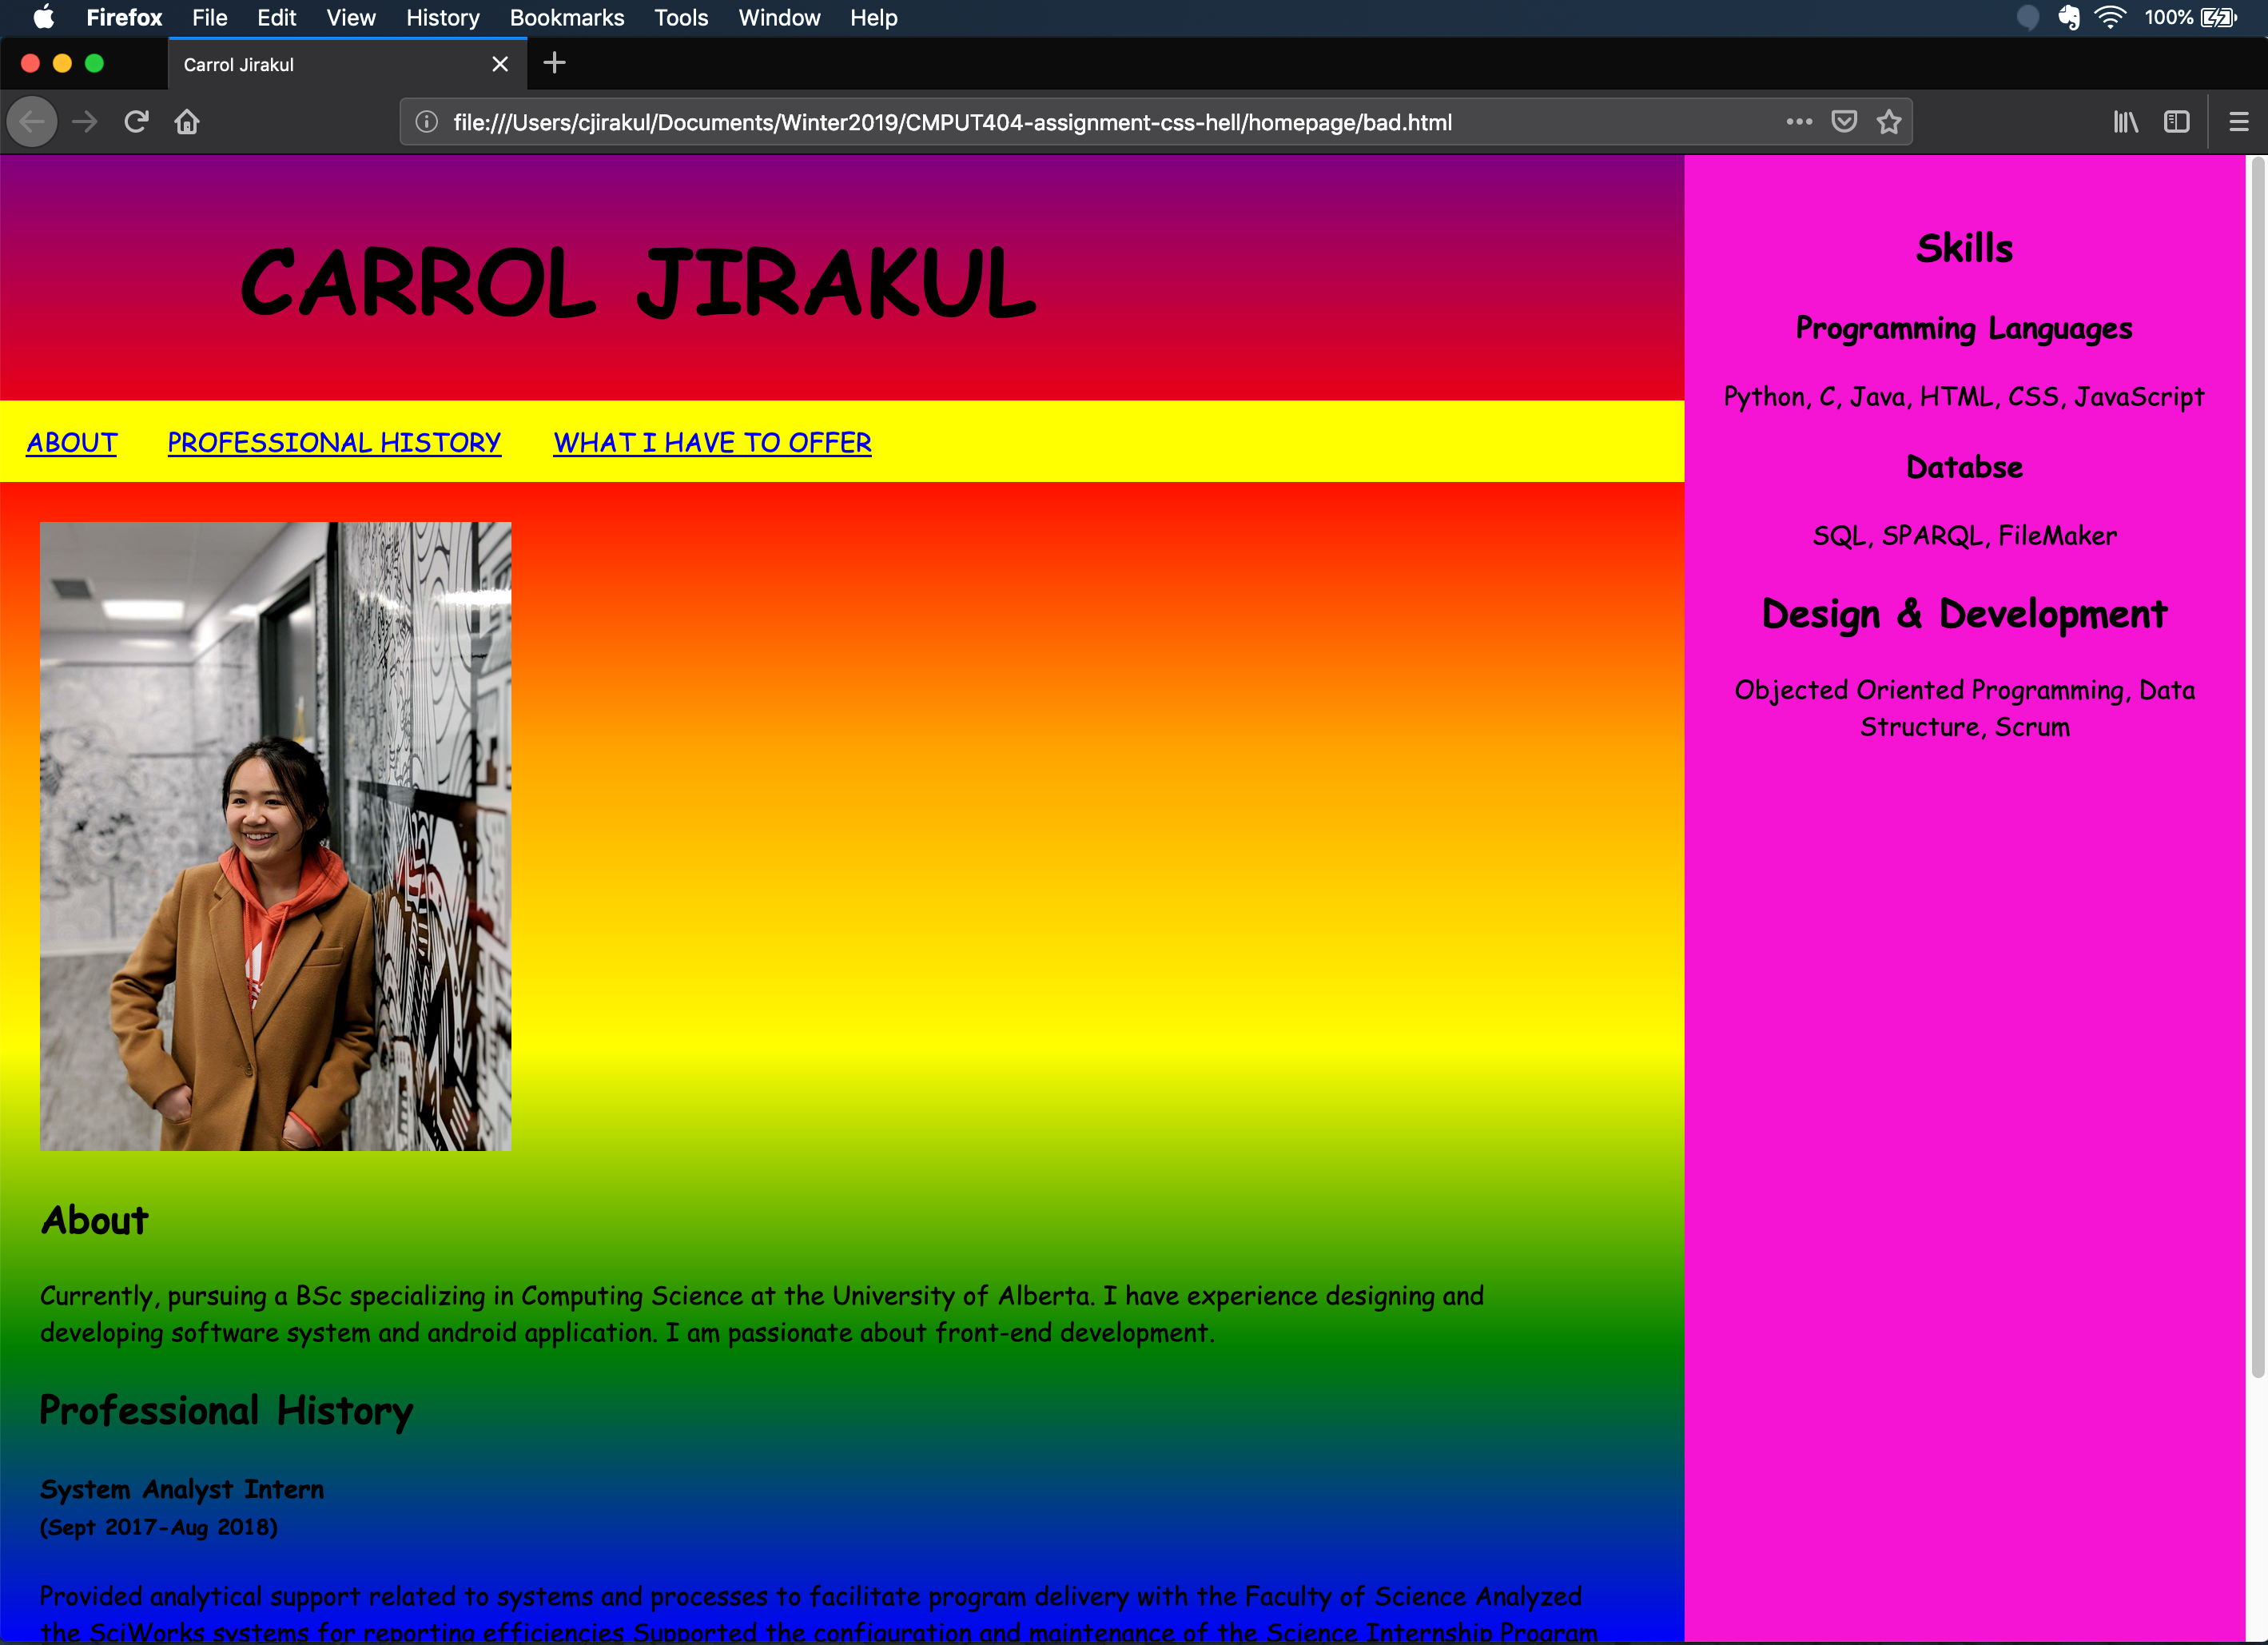 Firefox File Edit View History Bookmarks Tools Window Help 100%
Carrol Jirakul
file:///Users/cjirakul/Documents/Winter2019/CMPUT404-assignment-css-hell/homepage/bad.html
CARROL JIRAKUL
ABOUT PROFESSIONAL HISTORY WHAT I HAVE TO OFFER
About
Currently, pursuing a BSc specializing in Computing Science at the University of Alberta. I have experience designing and
developing software system and android application. I am passionate about front-end development.
Professional History
System Analyst Intern
(Sept 2017-Aug 2018)
Provided analytical support related to systems and processes to facilitate program delivery with the Faculty of Science Analyzed
the SciWorks systems for reporting efficiencies Supported the configuration and maintenance of the Science Internship Program
Skills
Programming Languages
Python, C, Java, HTML, CSS, JavaScript
Databse
SQL, SPARQL, FileMaker
Design & Development
Objected Oriented Programming, Data
Structure, Scrum